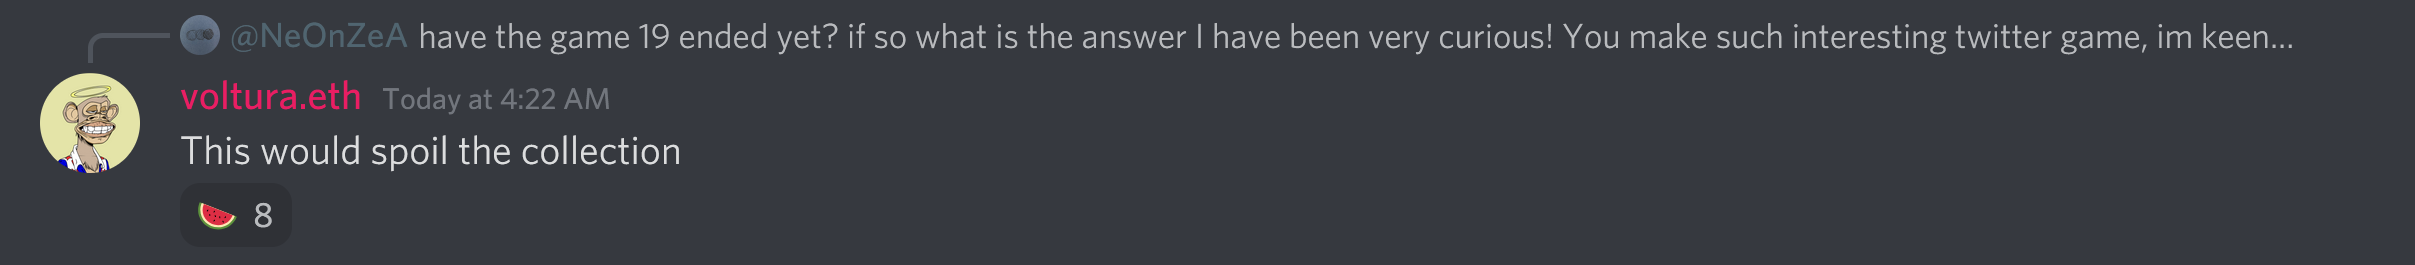 @NeOnZeA have the game 19 ended yet? if so what is the answer I have been very curious! You make such interesting twitter game, im keen...
voltura.eth Today at 4:22 AM
This would spoil the collection
8